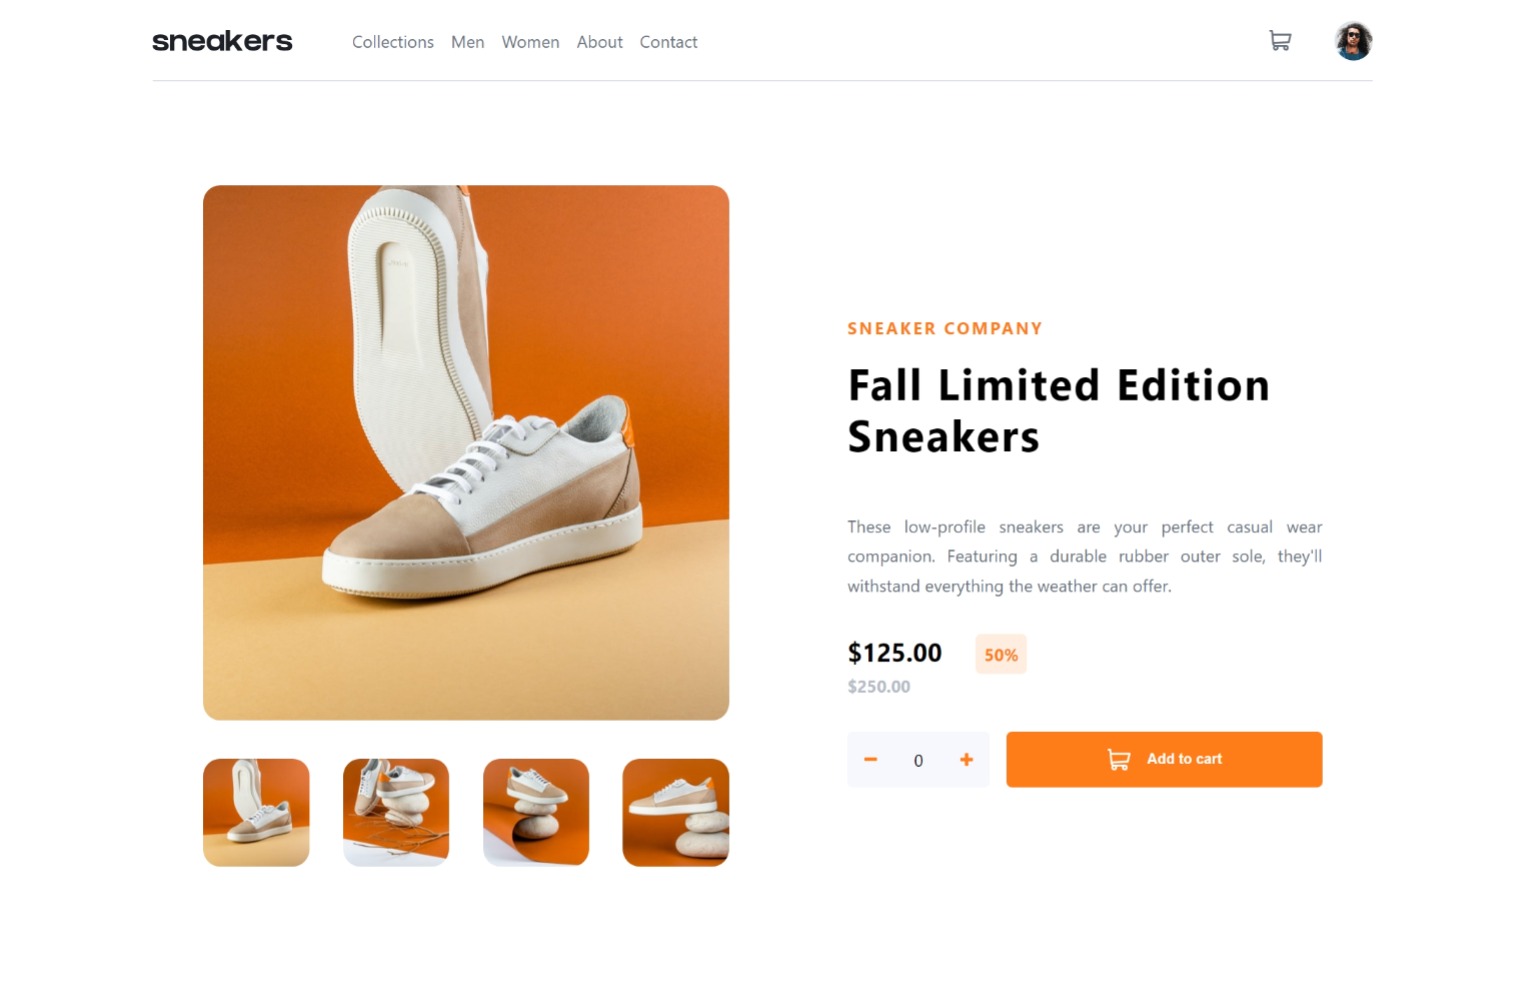 sneakers
Collections Men Women About Contact
SNEAKER COMPANY
Fall Limited Edition
Sneakers
These low-profile sneakers are your perfect casual wear
companion. Featuring a durable rubber outer sole, they'll
withstand everything the weather can offer.
$125.00 50%
$250.00
0 Add to cart